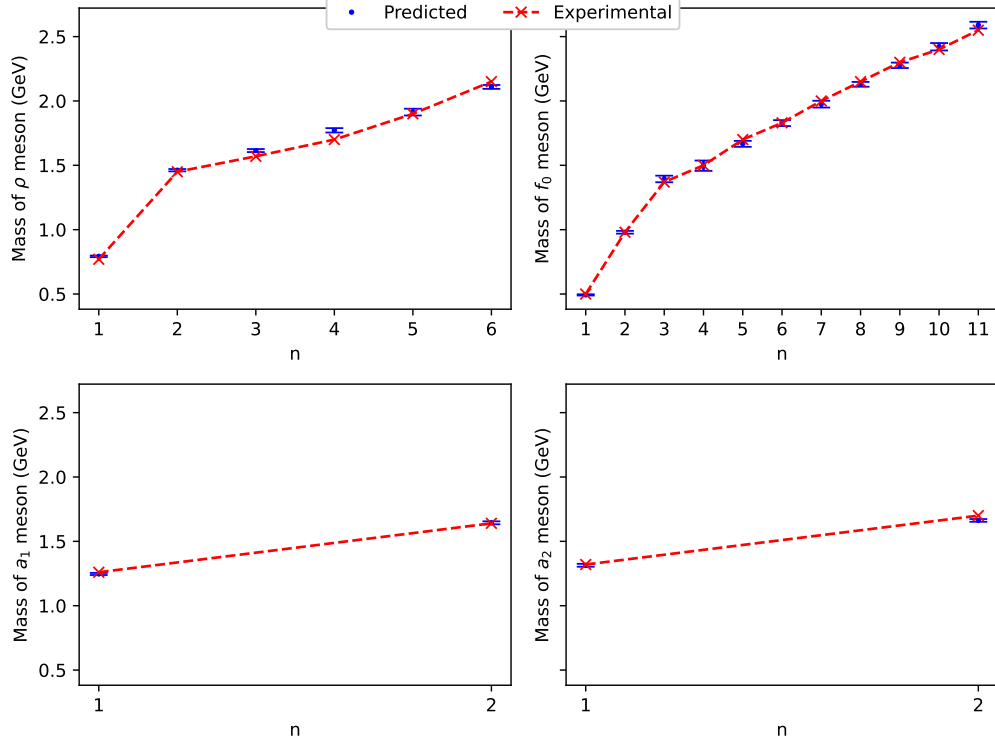 Predicted Experimental
Mass of ρ meson (GeV)
2.5
2.0
1.5
1.0
0.5
1 2 3 4 5 6
n
Mass of f₀ meson (GeV)
1 2 3 4 5 6 7 8 9 10 11
n
Mass of a₁ meson (GeV)
2.5
2.0
1.5
1.0
0.5
1 2
n
Mass of a₂ meson (GeV)
1 2
n